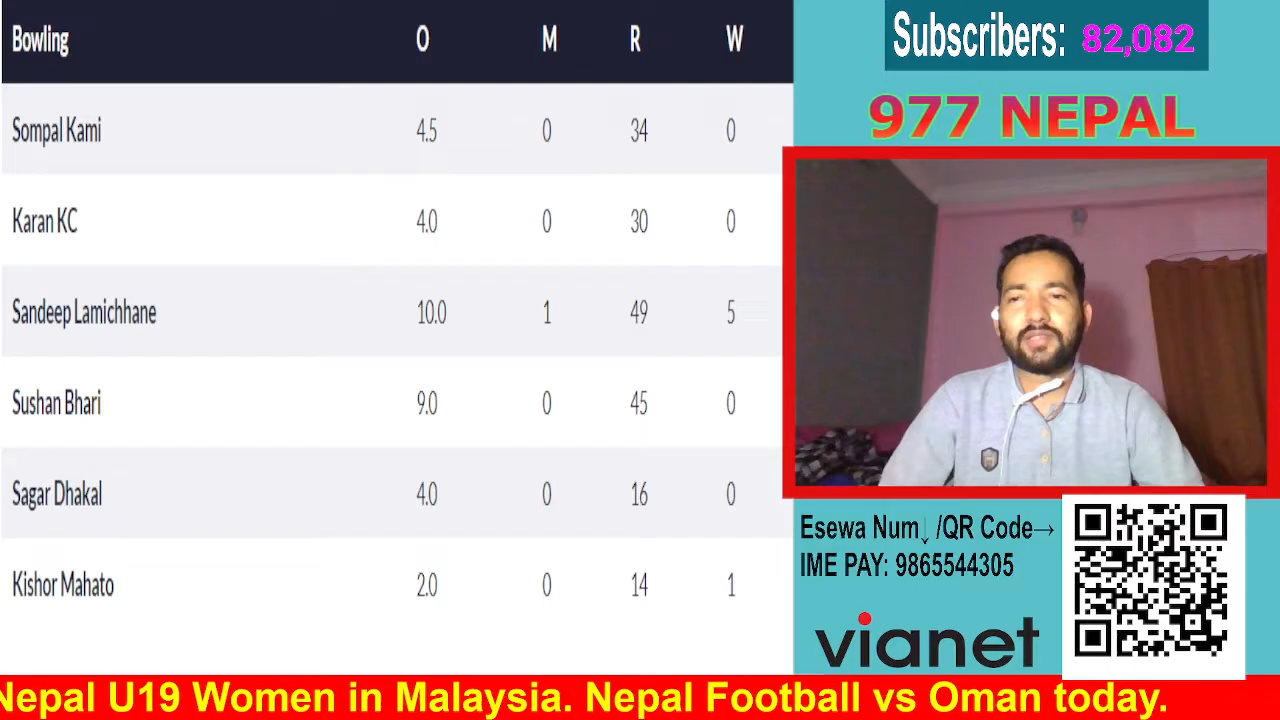 Bowling O M R W
Sompal Kami 4.5 0 34 0
Karan KC 4.0 0 30 0
Sandeep Lamichhane 10.0 1 49 5
Sushan Bhari 9.0 0 45 0
Sagar Dhakal 4.0 0 16 0
Kishor Mahato 2.0 0 14 1
Subscribers: 82,082
977 NEPAL
Esewa Num↓ /QR Code→
IME PAY: 9865544305
vianet
Nepal U19 Women in Malaysia. Nepal Football vs Oman today.